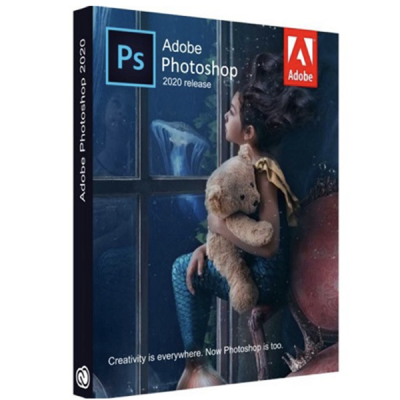 Adobe Photoshop 2020
Ps
Adobe
Photoshop
2020 release
Adobe
Creativity is everywhere. Now Photoshop is too.